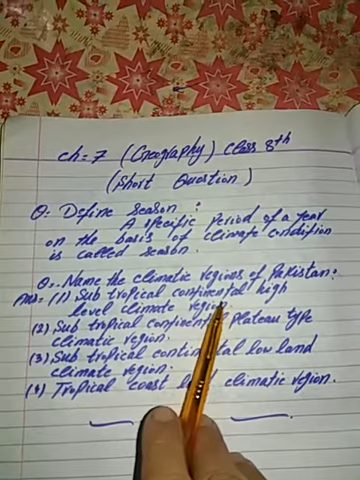 ch=7 (Geography) Class 8th
(Short Question)
Q:- Define Season:
A specific period of a year
on the basis of climate condition
is called season.
Q:- Name the climatic regions of Pakistan:
Ans:- (1) Sub tropical continental high
level climate region.
(2) Sub tropical continental plateau type
climatic region.
(3) Sub tropical continental low land
climate region.
(4) Tropical coast climatic region.